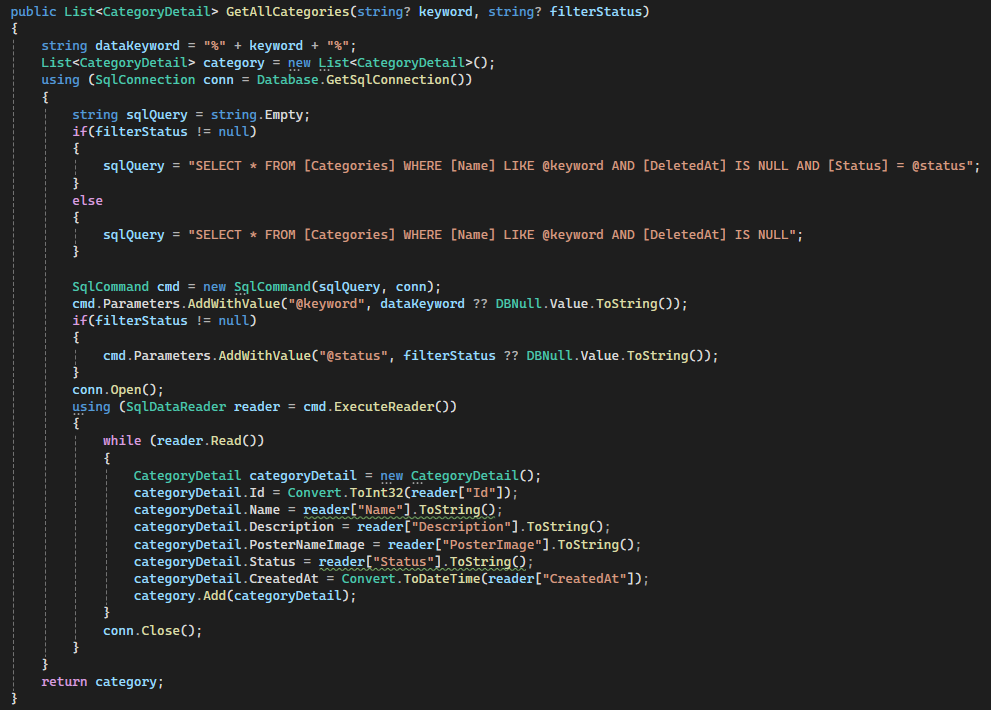 public List<CategoryDetail> GetAllCategories(string? keyword, string? filterStatus)
{
    string dataKeyword = "%" + keyword + "%";
    List<CategoryDetail> category = new List<CategoryDetail>();
    using (SqlConnection conn = Database.GetSqlConnection())
    {
        string sqlQuery = string.Empty;
        if(filterStatus != null)
        {
            sqlQuery = "SELECT * FROM [Categories] WHERE [Name] LIKE @keyword AND [DeletedAt] IS NULL AND [Status] = @status";
        }
        else
        {
            sqlQuery = "SELECT * FROM [Categories] WHERE [Name] LIKE @keyword AND [DeletedAt] IS NULL";
        }

        SqlCommand cmd = new SqlCommand(sqlQuery, conn);
        cmd.Parameters.AddWithValue("@keyword", dataKeyword ?? DBNull.Value.ToString());
        if(filterStatus != null)
        {
            cmd.Parameters.AddWithValue("@status", filterStatus ?? DBNull.Value.ToString());
        }
        conn.Open();
        using (SqlDataReader reader = cmd.ExecuteReader())
        {
            while (reader.Read())
            {
                CategoryDetail categoryDetail = new CategoryDetail();
                categoryDetail.Id = Convert.ToInt32(reader["Id"]);
                categoryDetail.Name = reader["Name"].ToString();
                categoryDetail.Description = reader["Description"].ToString();
                categoryDetail.PosterNameImage = reader["PosterImage"].ToString();
                categoryDetail.Status = reader["Status"].ToString();
                categoryDetail.CreatedAt = Convert.ToDateTime(reader["CreatedAt"]);
                category.Add(categoryDetail);
            }
            conn.Close();
        }
    }
    return category;
}